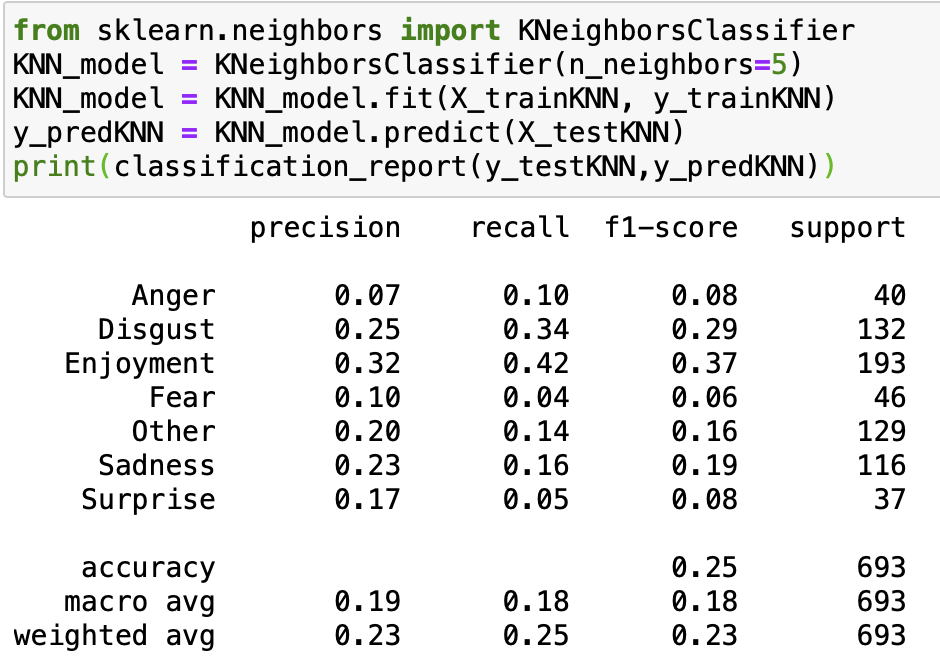 from sklearn.neighbors import KNeighborsClassifier
KNN_model = KNeighborsClassifier(n_neighbors=5)
KNN_model = KNN_model.fit(X_trainKNN, y_trainKNN)
y_predKNN = KNN_model.predict(X_testKNN)
print(classification_report(y_testKNN,y_predKNN))
precision recall f1-score support
Anger 0.07 0.10 0.08 40
Disgust 0.25 0.34 0.29 132
Enjoyment 0.32 0.42 0.37 193
Fear 0.10 0.04 0.06 46
Other 0.20 0.14 0.16 129
Sadness 0.23 0.16 0.19 116
Surprise 0.17 0.05 0.08 37
accuracy 0.25 693
macro avg 0.19 0.18 0.18 693
weighted avg 0.23 0.25 0.23 693